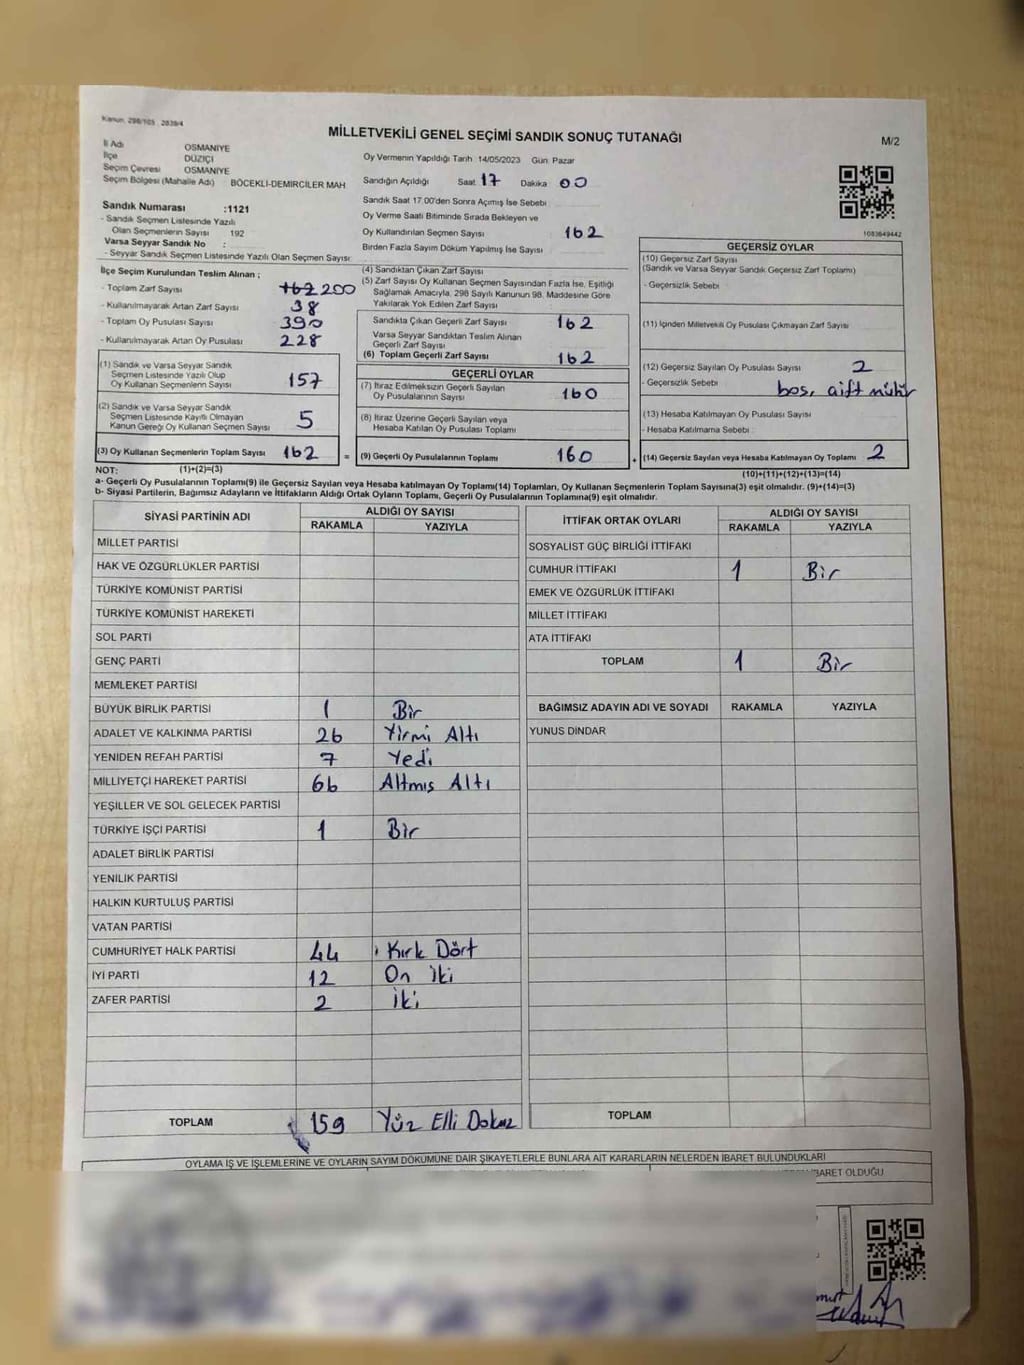 Kanun 298/105 2839/4
MİLLETVEKİLİ GENEL SEÇİMİ SANDIK SONUÇ TUTANAĞI
M/2
İl Adı OSMANİYE
İlçe DÜZİÇİ
Seçim Çevresi OSMANİYE
Seçim Bölgesi (Mahalle Adı) BÖCEKLİ-DEMİRCİLER MAH
Sandık Numarası :1121
- Sandık Seçmen Listesinde Yazılı
Olan Seçmenlerin Sayısı 192
Varsa Seyyar Sandık No :
- Seyyar Sandık Seçmen Listesinde Yazılı Olan Seçmen Sayısı:
Oy Vermenin Yapıldığı Tarih 14/05/2023 Gün Pazar
Sandığın Açıldığı Saat 17 Dakika 00
Sandık Saat 17.00'den Sonra Açımış İse Sebebi
Oy Verme Saati Bitiminde Sırada Bekleyen ve
Oy Kullandırılan Seçmen Sayısı 162
Birden Fazla Sayım Döküm Yapılmış İse Sayısı
1083649442
İlçe Seçim Kurulundan Teslim Alınan ;
- Toplam Zarf Sayısı 162 200
- Kullanılmayarak Artan Zarf Sayısı 38
- Toplam Oy Pusulası Sayısı 390
- Kullanılmayarak Artan Oy Pusulası 228
(1) Sandık ve Varsa Seyyar Sandık
Seçmen Listesinde Yazılı Olup
Oy Kullanan Seçmenlerin Sayısı 157
(2) Sandık ve Varsa Seyyar Sandık
Seçmen Listesinde Kayıtlı Olmayan
Kanun Gereği Oy Kullanan Seçmen Sayısı 5
(3) Oy Kullanan Seçmenlerin Toplam Sayısı 162 =
(4) Sandıktan Çıkan Zarf Sayısı
(5) Zarf Sayısı Oy Kullanan Seçmen Sayısından Fazla İse, Eşitliği
Sağlamak Amacıyla, 298 Sayılı Kanunun 98. Maddesine Göre
Yakılarak Yok Edilen Zarf Sayısı
Sandıkta Çıkan Geçerli Zarf Sayısı 162
Varsa Seyyar Sandıktan Teslim Alınan
Geçerli Zarf Sayısı
(6) Toplam Geçerli Zarf Sayısı 162
GEÇERLİ OYLAR
(7) İtiraz Edilmeksizin Geçerli Sayılan
Oy Pusulalarının Sayısı 160
(8) İtiraz Üzerine Geçerli Sayılan veya
Hesaba Katılan Oy Pusulası Toplamı
(9) Geçerli Oy Pusulalarının Toplamı 160 +
GEÇERSİZ OYLAR
(10) Geçersiz Zarf Sayısı
(Sandık ve Varsa Seyyar Sandık Geçersiz Zarf Toplamı)
- Geçersizlik Sebebi
(11) İçinden Milletvekili Oy Pusulası Çıkmayan Zarf Sayısı
(12) Geçersiz Sayılan Oy Pusulası Sayısı 2
- Geçersizlik Sebebi boş, çift mühür
(13) Hesaba Katılmayan Oy Pusulası Sayısı
- Hesaba Katılmama Sebebi
(14) Geçersiz Sayılan veya Hesaba Katılmayan Oy Toplamı 2
NOT: (1)+(2)=(3) (10)+(11)+(12)+(13)=(14)
a- Geçerli Oy Pusulalarının Toplamı(9) ile Geçersiz Sayılan veya Hesaba katılmayan Oy Toplamı(14) Toplamları, Oy Kullanan Seçmenlerin Toplam Sayısına(3) eşit olmalıdır. (9)+(14)=(3)
b- Siyasi Partilerin, Bağımsız Adayların ve İttifakların Aldığı Ortak Oyların Toplamı, Geçerli Oy Pusulalarının Toplamına(9) eşit olmalıdır.
SİYASİ PARTİNİN ADI ALDIĞI OY SAYISI
RAKAMLA YAZIYLA
MİLLET PARTİSİ
HAK VE ÖZGÜRLÜKLER PARTİSİ
TÜRKİYE KOMÜNİST PARTİSİ
TÜRKİYE KOMÜNİST HAREKETİ
SOL PARTİ
GENÇ PARTİ
MEMLEKET PARTİSİ
BÜYÜK BİRLİK PARTİSİ 1 Bir
ADALET VE KALKINMA PARTİSİ 26 Yirmi Altı
YENİDEN REFAH PARTİSİ 7 Yedi
MİLLİYETÇİ HAREKET PARTİSİ 66 Altmış Altı
YEŞİLLER VE SOL GELECEK PARTİSİ
TÜRKİYE İŞÇİ PARTİSİ 1 Bir
ADALET BİRLİK PARTİSİ
YENİLİK PARTİSİ
HALKIN KURTULUŞ PARTİSİ
VATAN PARTİSİ
CUMHURİYET HALK PARTİSİ 44 Kırk Dört
İYİ PARTİ 12 On İki
ZAFER PARTİSİ 2 İki
TOPLAM 159 Yüz Elli Dokuz
İTTİFAK ORTAK OYLARI ALDIĞI OY SAYISI
RAKAMLA YAZIYLA
SOSYALİST GÜÇ BİRLİĞİ İTTİFAKI
CUMHUR İTTİFAKI 1 Bir
EMEK VE ÖZGÜRLÜK İTTİFAKI
MİLLET İTTİFAKI
ATA İTTİFAKI
TOPLAM 1 Bir
BAĞIMSIZ ADAYIN ADI VE SOYADI RAKAMLA YAZIYLA
YUNUS DİNDAR
TOPLAM
OYLAMA İŞ VE İŞLEMLERİNE VE OYLARIN SAYIM DÖKÜMÜNE DAİR ŞİKAYETLERLE BUNLARA AİT KARARLARIN NELERDEN İBARET BULUNDUKLARI
İBARET OLDUĞU